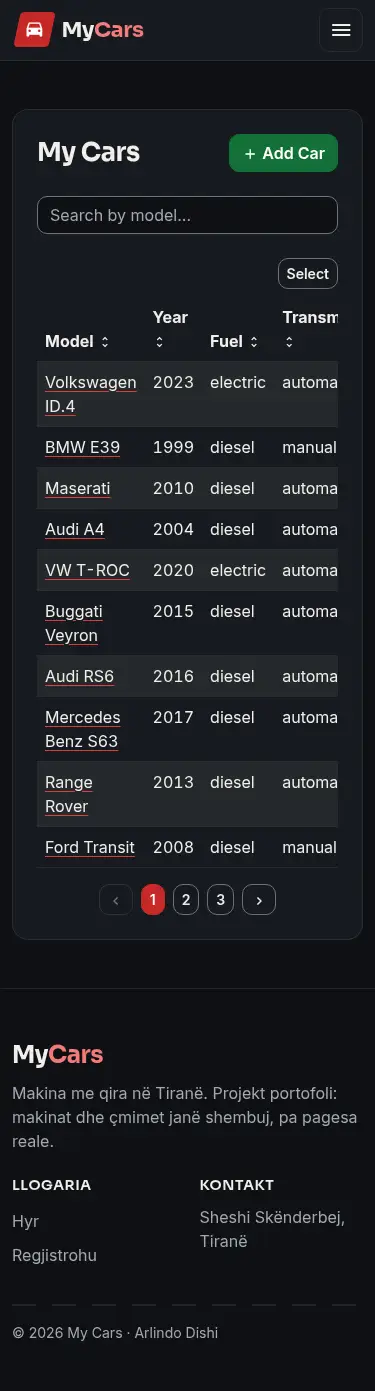 MyCars
My Cars
+ Add Car
Search by model...
Select
Model Year Fuel Transm
Volkswagen ID.4 2023 electric automa
BMW E39 1999 diesel manual
Maserati 2010 diesel automa
Audi A4 2004 diesel automa
VW T-ROC 2020 electric automa
Buggati Veyron 2015 diesel automa
Audi RS6 2016 diesel automa
Mercedes Benz S63 2017 diesel automa
Range Rover 2013 diesel automa
Ford Transit 2008 diesel manual
‹ 1 2 3 ›
MyCars
Makina me qira në Tiranë. Projekt portofoli:
makinat dhe çmimet janë shembuj, pa pagesa
reale.
LLOGARIA
Hyr
Regjistrohu
KONTAKT
Sheshi Skënderbej,
Tiranë
© 2026 My Cars · Arlindo Dishi